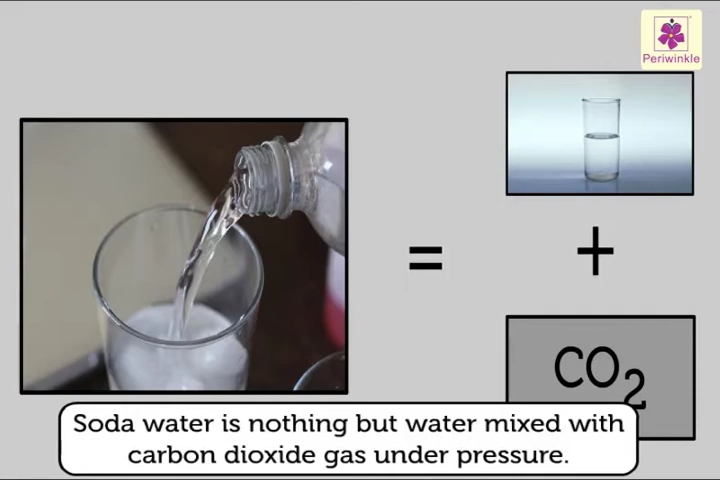 Periwinkle
=
+
CO2
Soda water is nothing but water mixed with
carbon dioxide gas under pressure.